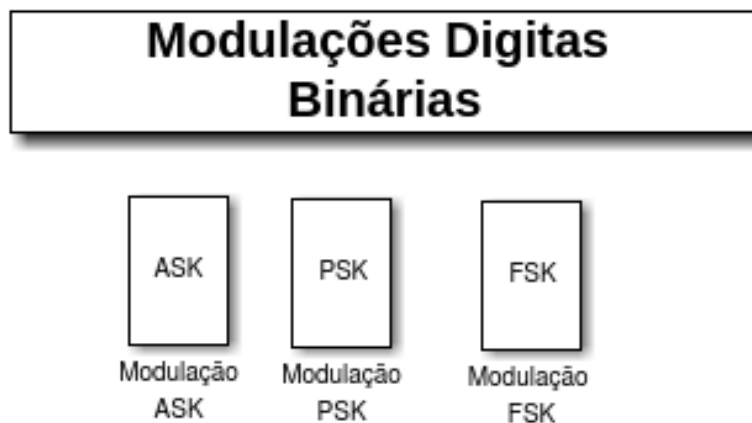 Modulações Digitas
Binárias
ASK
PSK
FSK
Modulação
ASK
Modulação
PSK
Modulação
FSK